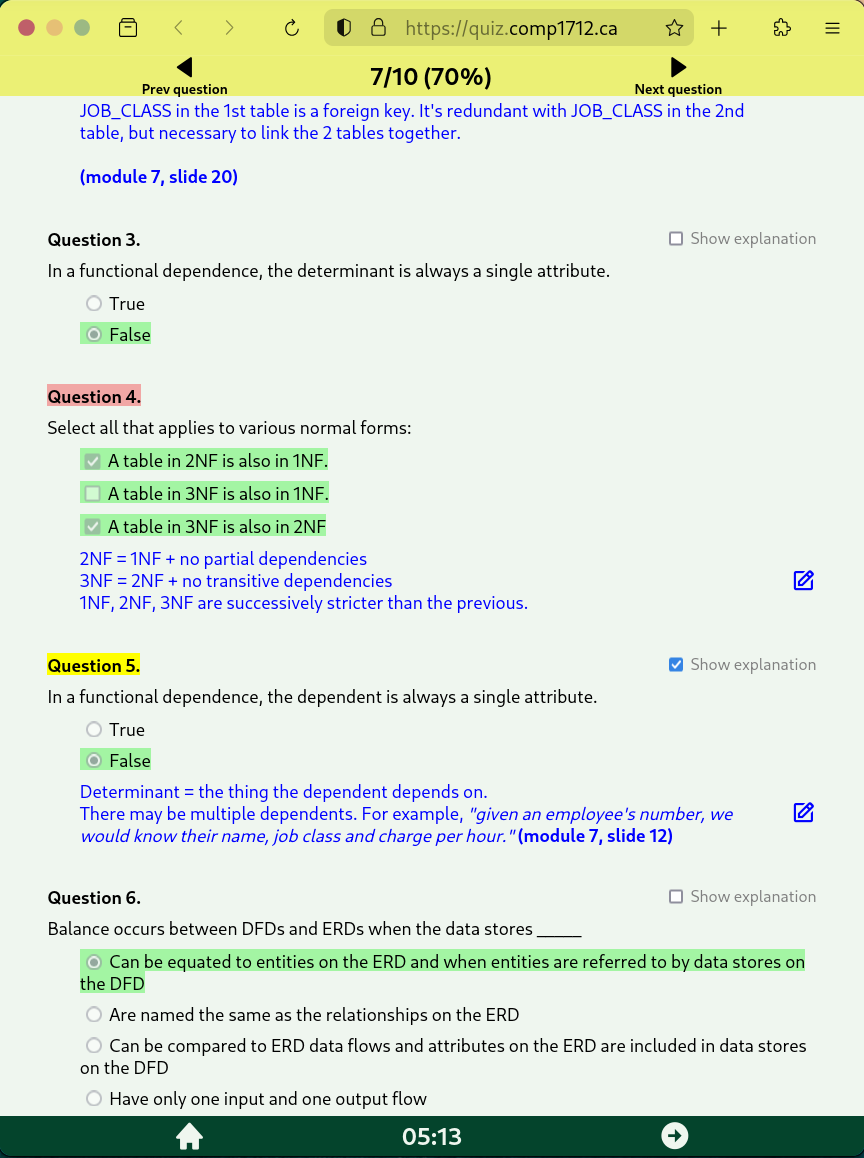 https://quiz.comp1712.ca
Prev question
7/10 (70%)
Next question
JOB_CLASS in the 1st table is a foreign key. It's redundant with JOB_CLASS in the 2nd
table, but necessary to link the 2 tables together.
(module 7, slide 20)
Question 3.
Show explanation
In a functional dependence, the determinant is always a single attribute.
True
False
Question 4.
Select all that applies to various normal forms:
A table in 2NF is also in 1NF.
A table in 3NF is also in 1NF.
A table in 3NF is also in 2NF
2NF = 1NF + no partial dependencies
3NF = 2NF + no transitive dependencies
1NF, 2NF, 3NF are successively stricter than the previous.
Question 5.
Show explanation
In a functional dependence, the dependent is always a single attribute.
True
False
Determinant = the thing the dependent depends on.
There may be multiple dependents. For example, "given an employee's number, we
would know their name, job class and charge per hour." (module 7, slide 12)
Question 6.
Show explanation
Balance occurs between DFDs and ERDs when the data stores _____
Can be equated to entities on the ERD and when entities are referred to by data stores on
the DFD
Are named the same as the relationships on the ERD
Can be compared to ERD data flows and attributes on the ERD are included in data stores
on the DFD
Have only one input and one output flow
05:13